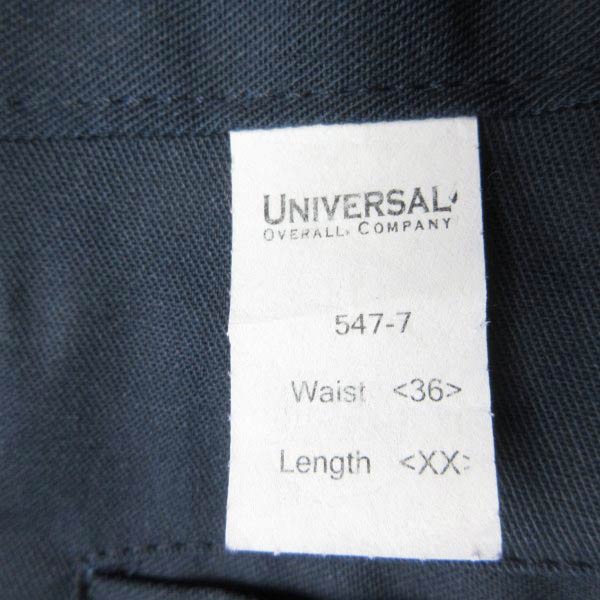 UNIVERSAL
OVERALL COMPANY
547-7
Waist <36>
Length <XX>